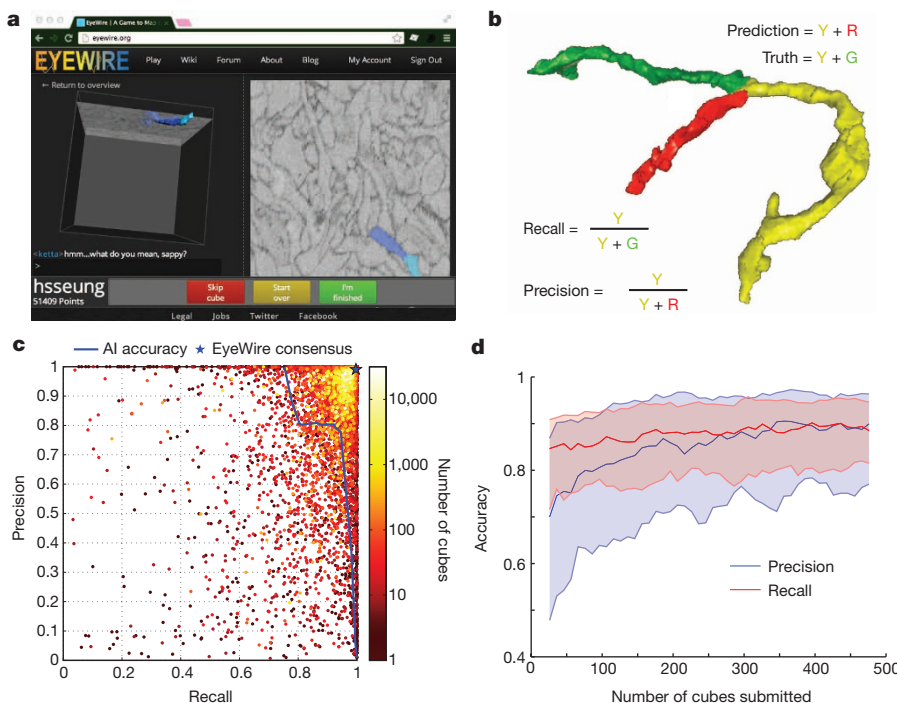 a
EyeWire | A Game to Map
eyewire.org
EYEWIRE Play Wiki Forum About Blog My Account Sign Out
← Return to overview
<ketta> hmm...what do you mean, sappy?
>
hsseung
51409 Points
Skip cube
Start over
I'm finished
Legal Jobs Twitter Facebook
b
Prediction = Y + R
Truth = Y + G
Recall = Y / Y + G
Precision = Y / Y + R
c
AI accuracy ★ EyeWire consensus
1
0.9
0.8
0.7
0.6
0.5
0.4
0.3
0.2
0.1
0
Precision
0 0.2 0.4 0.6 0.8 1
Recall
10,000
1,000
100
10
1
Number of cubes
d
1
0.8
0.6
0.4
Accuracy
Precision
Recall
0 100 200 300 400 500
Number of cubes submitted